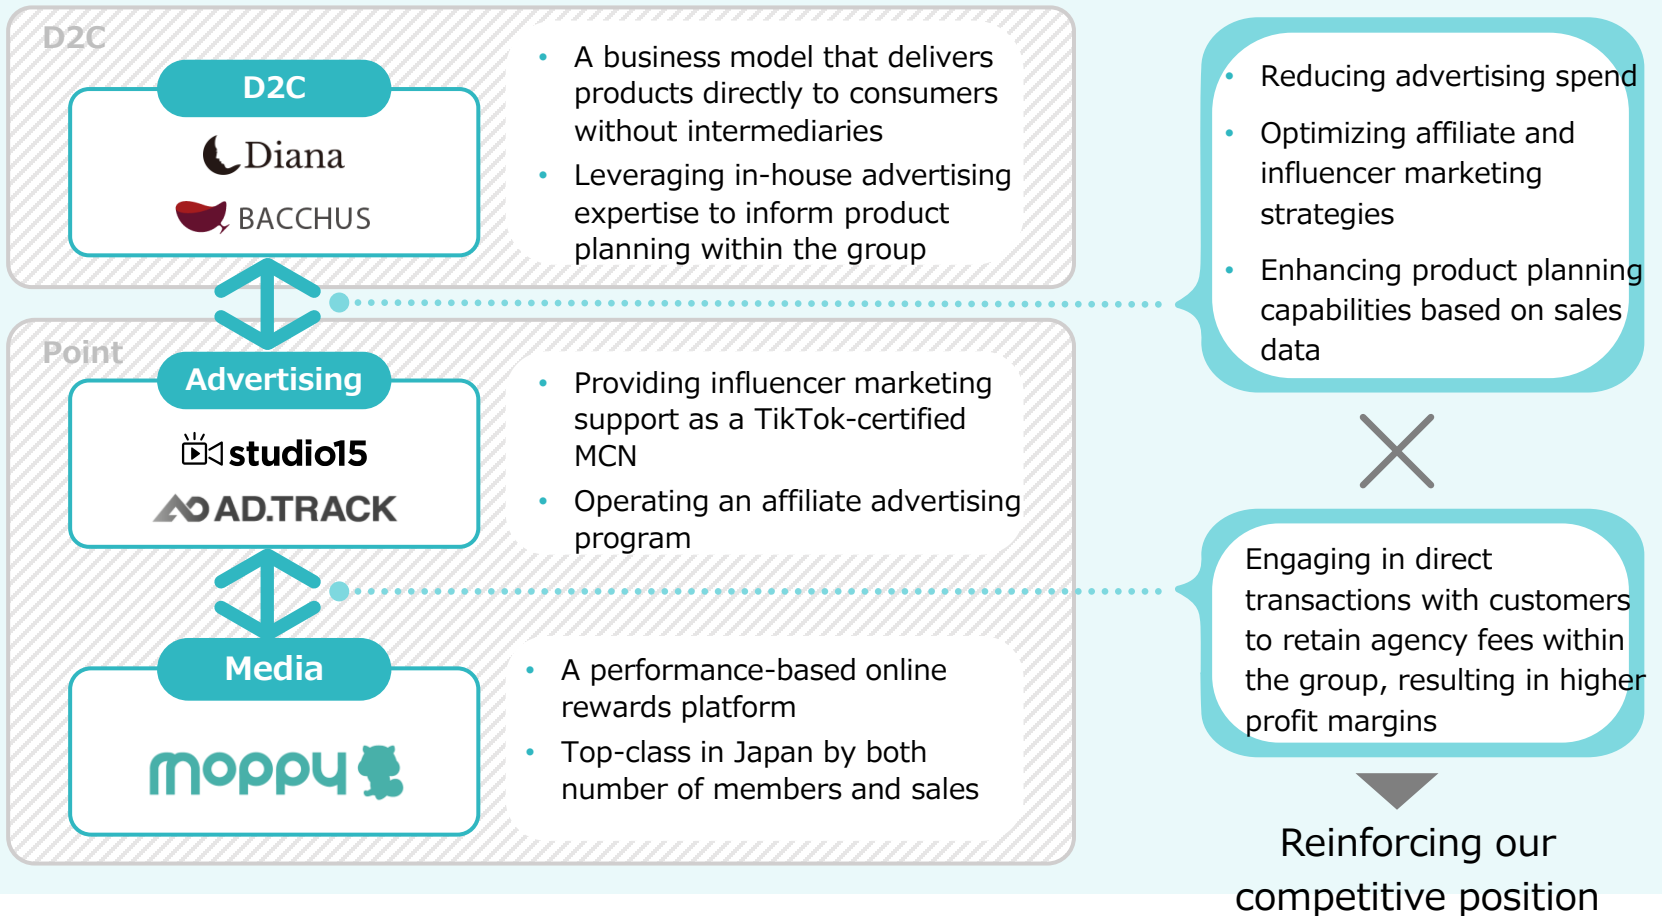 D2C
D2C
Diana
BACCHUS
• A business model that delivers
products directly to consumers
without intermediaries
• Leveraging in-house advertising
expertise to inform product
planning within the group
Point
Advertising
studio15
AD.TRACK
• Providing influencer marketing
support as a TikTok-certified
MCN
• Operating an affiliate advertising
program
Media
moppy
• A performance-based online
rewards platform
• Top-class in Japan by both
number of members and sales
• Reducing advertising spend
• Optimizing affiliate and
influencer marketing
strategies
• Enhancing product planning
capabilities based on sales
data
Engaging in direct
transactions with customers
to retain agency fees within
the group, resulting in higher
profit margins
Reinforcing our
competitive position